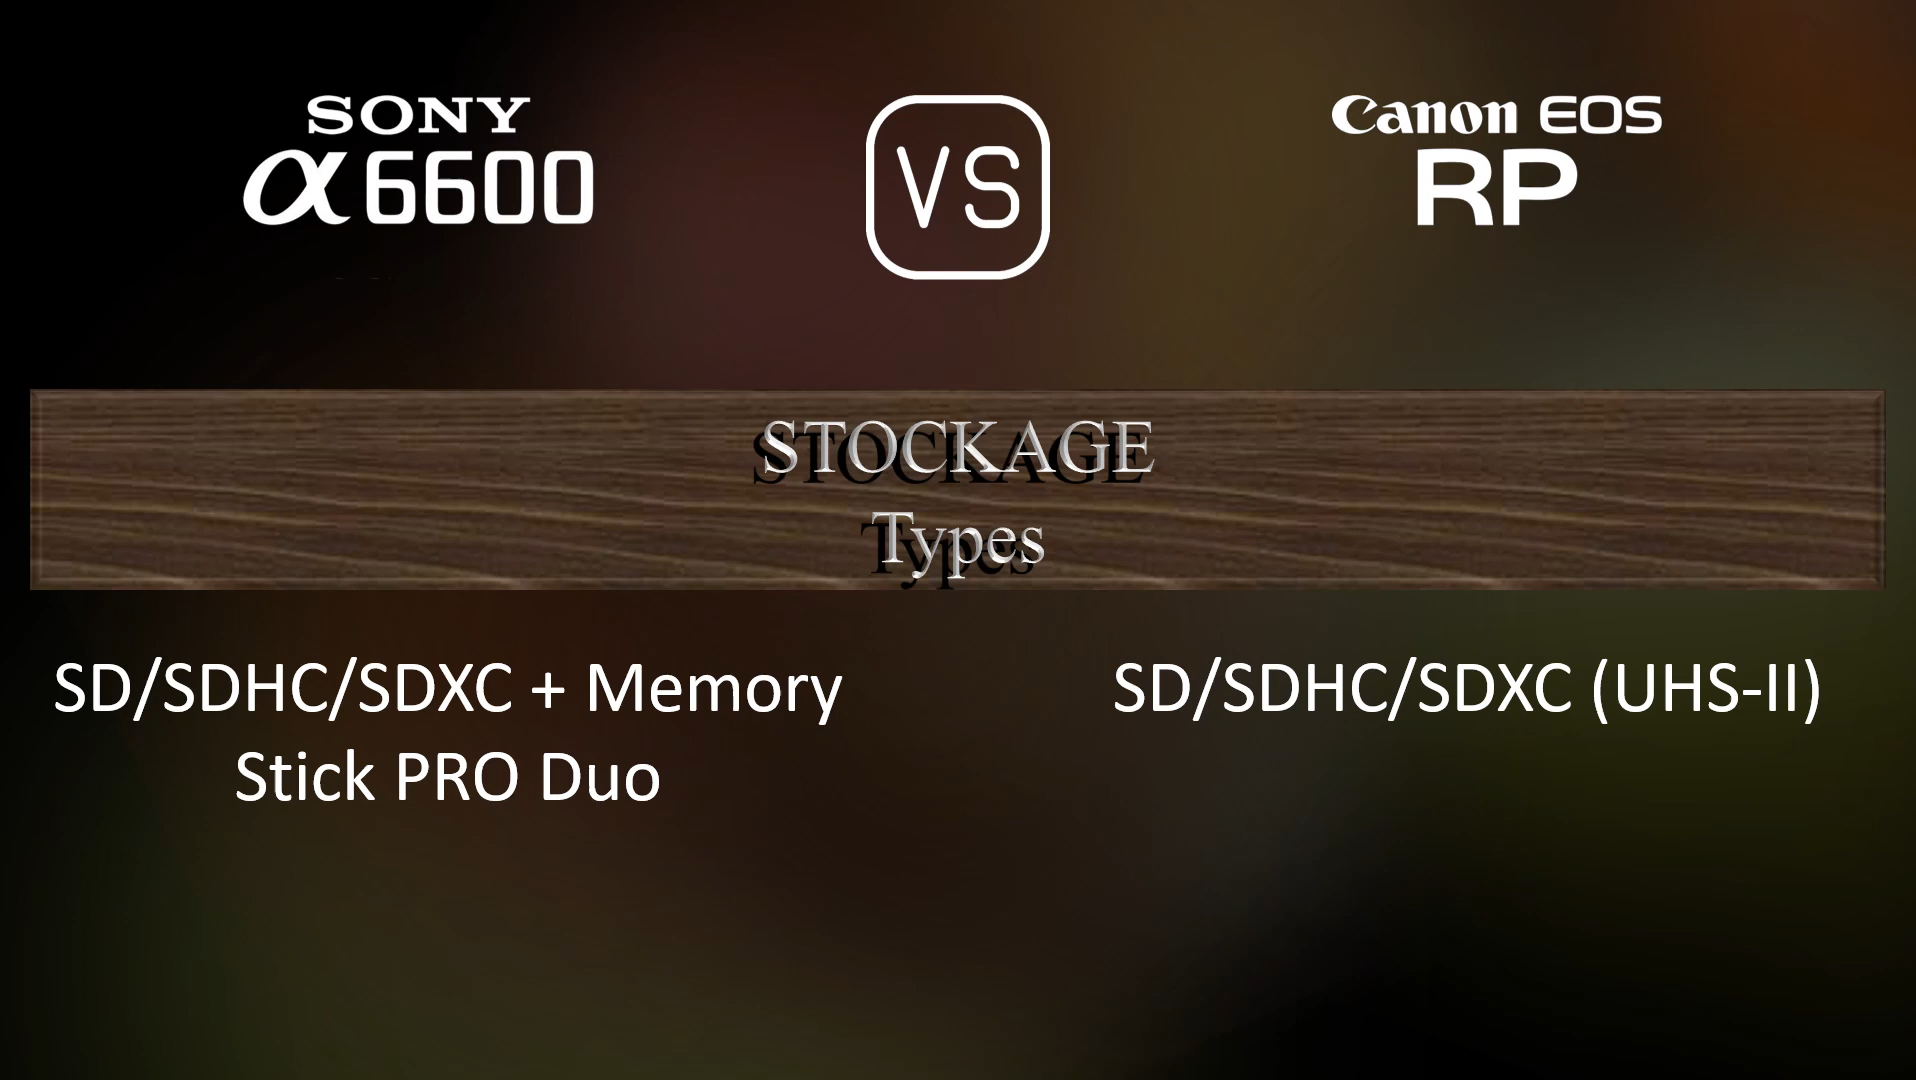 SONY
α6600
VS
Canon EOS
RP
STOCKAGE
Types
SD/SDHC/SDXC + Memory
Stick PRO Duo
SD/SDHC/SDXC (UHS-II)